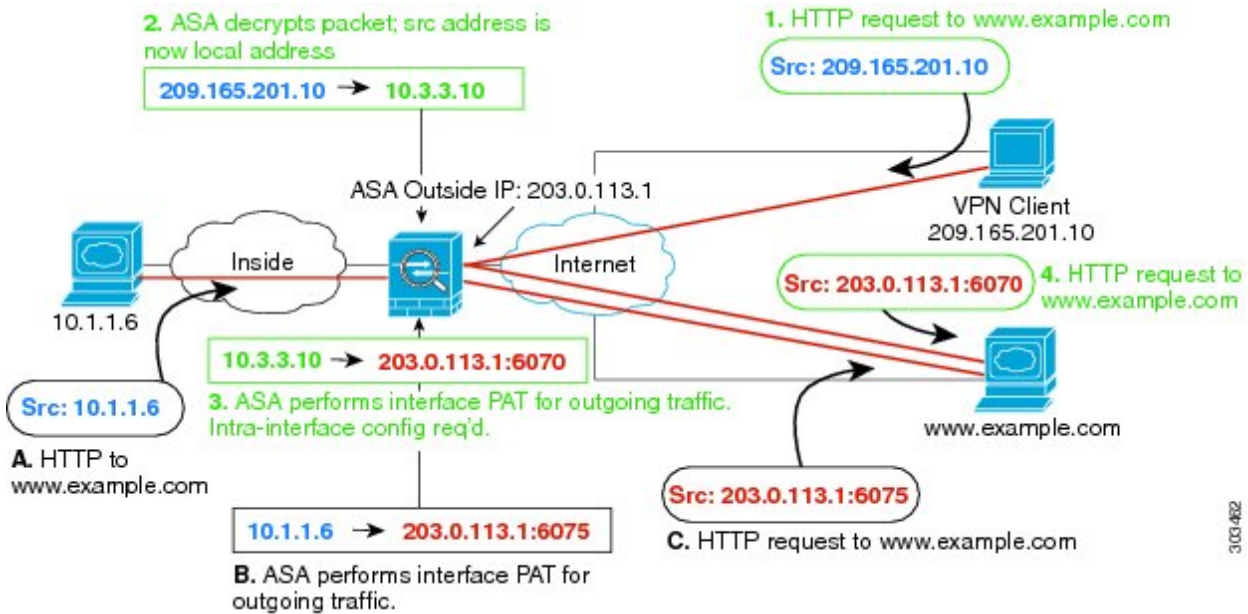 2. ASA decrypts packet; src address is
now local address
209.165.201.10 → 10.3.3.10
1. HTTP request to www.example.com
Src: 209.165.201.10
ASA Outside IP: 203.0.113.1
VPN Client
209.165.201.10
Inside
Internet
10.1.1.6
Src: 203.0.113.1:6070
4. HTTP request to
www.example.com
10.3.3.10 → 203.0.113.1:6070
3. ASA performs interface PAT for outgoing traffic.
Intra-interface config req'd.
Src: 10.1.1.6
A. HTTP to
www.example.com
www.example.com
Src: 203.0.113.1:6075
C. HTTP request to www.example.com
10.1.1.6 → 203.0.113.1:6075
B. ASA performs interface PAT for
outgoing traffic.
303462